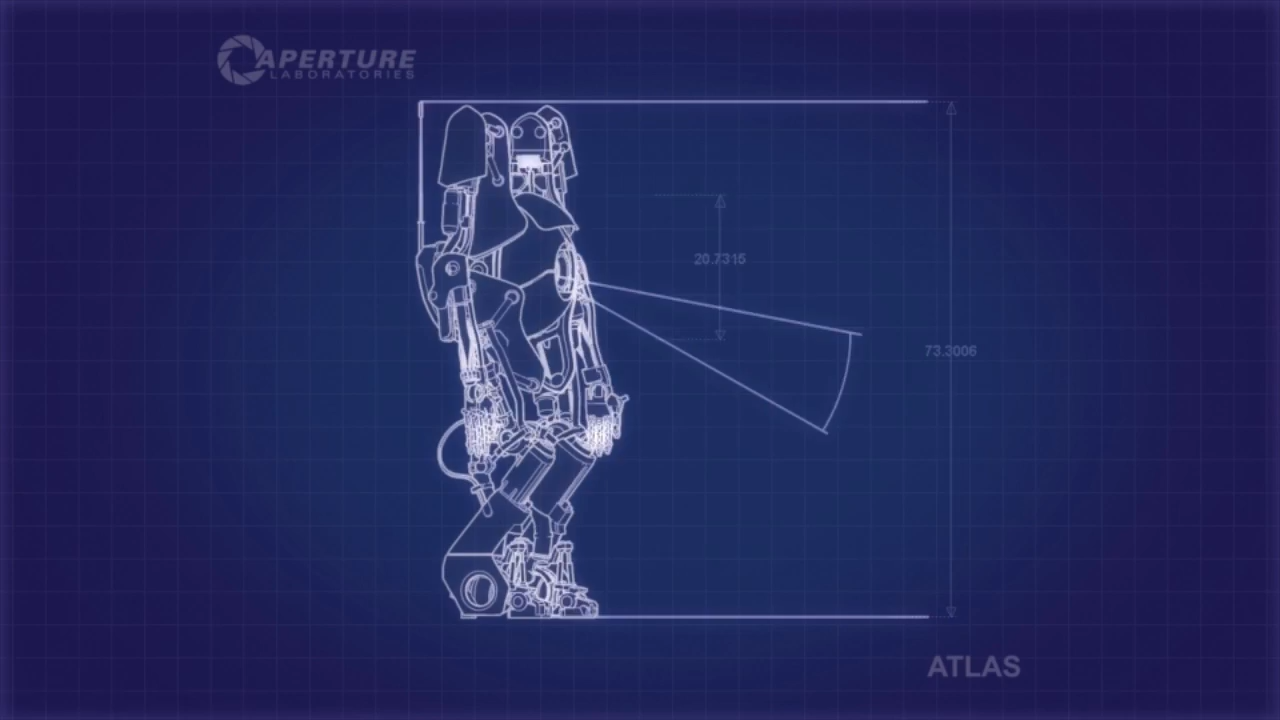 APERTURE
LABORATORIES
20.7315
73.3006
ATLAS